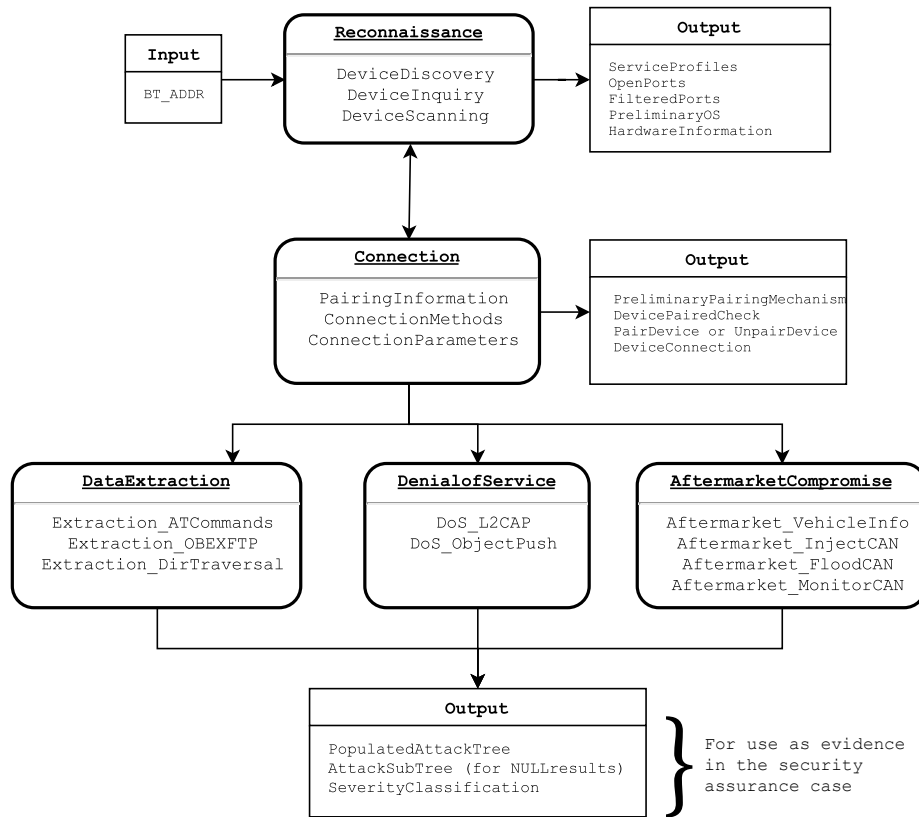 Reconnaissance
DeviceDiscovery
DeviceInquiry
DeviceScanning
Input
BT_ADDR
Output
ServiceProfiles
OpenPorts
FilteredPorts
PreliminaryOS
HardwareInformation
Connection
PairingInformation
ConnectionMethods
ConnectionParameters
Output
PreliminaryPairingMechanism
DevicePairedCheck
PairDevice or UnpairDevice
DeviceConnection
DataExtraction
Extraction_ATCommands
Extraction_OBEXFTP
Extraction_DirTraversal
DenialofService
DoS_L2CAP
DoS_ObjectPush
AftermarketCompromise
Aftermarket_VehicleInfo
Aftermarket_InjectCAN
Aftermarket_FloodCAN
Aftermarket_MonitorCAN
Output
PopulatedAttackTree
AttackSubTree (for NULLresults)
SeverityClassification
For use as evidence
in the security
assurance case